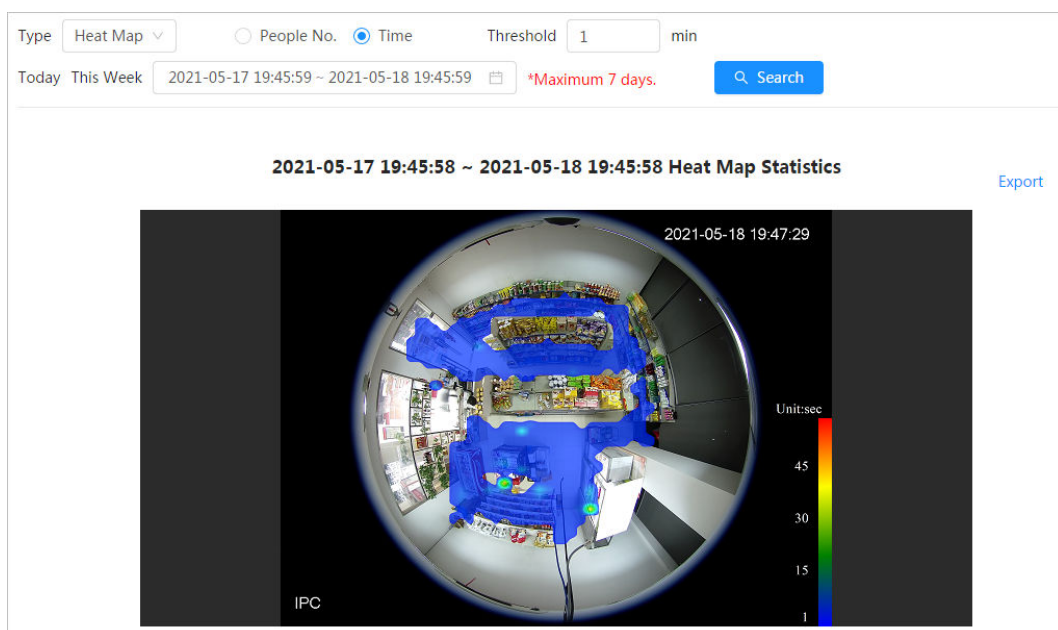 Type Heat Map People No. Time Threshold 1 min
Today This Week 2021-05-17 19:45:59 ~ 2021-05-18 19:45:59 *Maximum 7 days. Search
2021-05-17 19:45:58 ~ 2021-05-18 19:45:58 Heat Map Statistics
Export
2021-05-18 19:47:29
Unit:sec
45
30
15
1
IPC